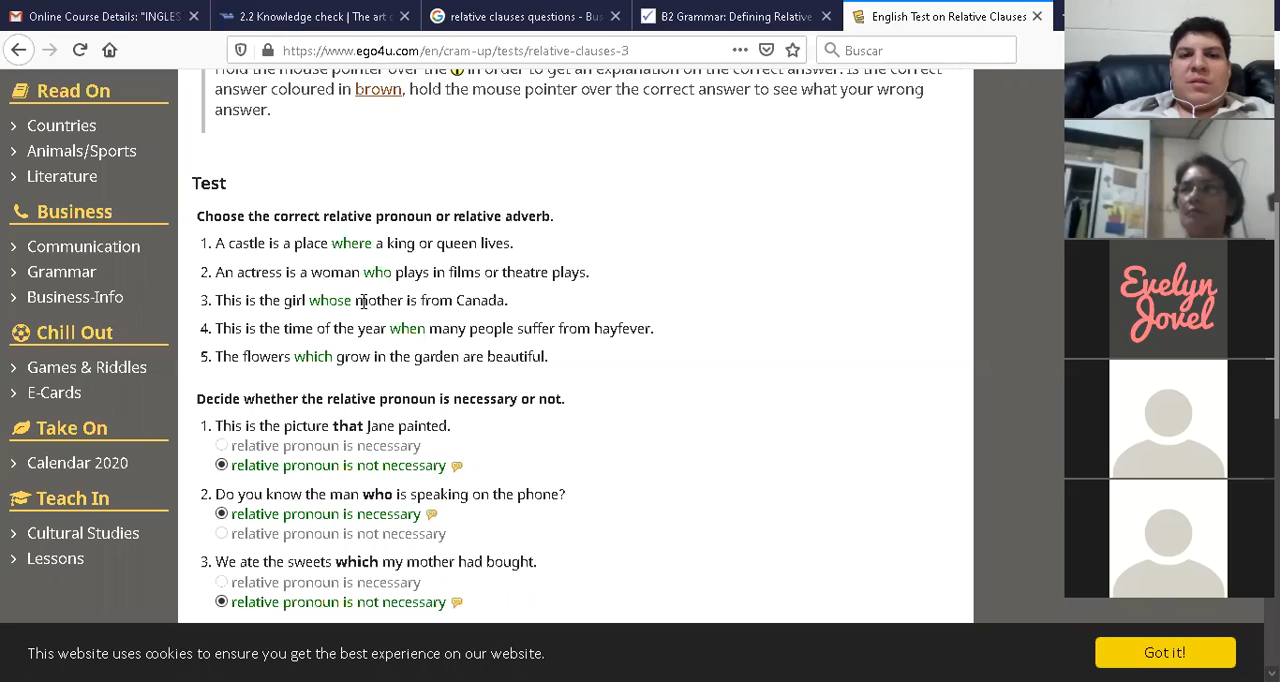 Online Course Details: "INGLES
2.2 Knowledge check | The art
relative clauses questions - Bus
B2 Grammar: Defining Relative
English Test on Relative Clauses
https://www.ego4u.com/en/cram-up/tests/relative-clauses-3
Buscar
Read On
Countries
Animals/Sports
Literature
Business
Communication
Grammar
Business-Info
Chill Out
Games & Riddles
E-Cards
Take On
Calendar 2020
Teach In
Cultural Studies
Lessons
Hold the mouse pointer over the in order to get an explanation on the correct answer. Is the correct
answer coloured in brown, hold the mouse pointer over the correct answer to see what your wrong
answer.
Test
Choose the correct relative pronoun or relative adverb.
1. A castle is a place where a king or queen lives.
2. An actress is a woman who plays in films or theatre plays.
3. This is the girl whose mother is from Canada.
4. This is the time of the year when many people suffer from hayfever.
5. The flowers which grow in the garden are beautiful.
Decide whether the relative pronoun is necessary or not.
1. This is the picture that Jane painted.
relative pronoun is necessary
relative pronoun is not necessary
2. Do you know the man who is speaking on the phone?
relative pronoun is necessary
relative pronoun is not necessary
3. We ate the sweets which my mother had bought.
relative pronoun is necessary
relative pronoun is not necessary
Evelyn
Jovel
This website uses cookies to ensure you get the best experience on our website.
Got it!